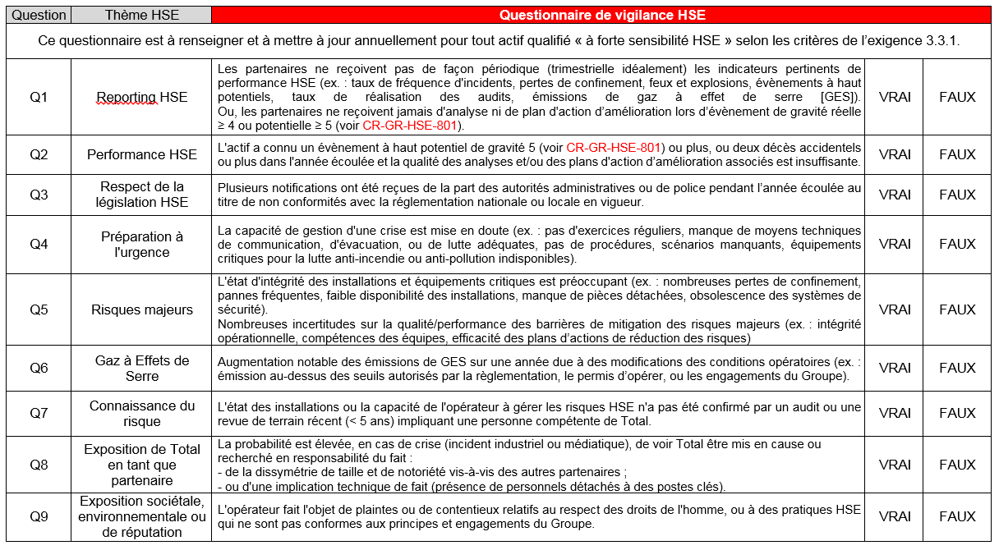 Question Thème HSE Questionnaire de vigilance HSE
Ce questionnaire est à renseigner et à mettre à jour annuellement pour tout actif qualifié « à forte sensibilité HSE » selon les critères de l’exigence 3.3.1.
Q1
Reporting HSE
Les partenaires ne reçoivent pas de façon périodique (trimestrielle idéalement) les indicateurs pertinents de
performance HSE (ex. : taux de fréquence d'incidents, pertes de confinement, feux et explosions, évènements à haut
potentiels, taux de réalisation des audits, émissions de gaz à effet de serre [GES]).
Ou, les partenaires ne reçoivent jamais d'analyse ni de plan d'action d’amélioration lors d’évènement de gravité réelle
≥ 4 ou potentielle ≥ 5 (voir CR-GR-HSE-801).
VRAI FAUX
Q2
Performance HSE
L'actif a connu un évènement à haut potentiel de gravité 5 (voir CR-GR-HSE-801) ou plus, ou deux décès accidentels
ou plus dans l'année écoulée et la qualité des analyses et/ou des plans d'action d’amélioration associés est insuffisante.
VRAI FAUX
Q3
Respect de la
législation HSE
Plusieurs notifications ont été reçues de la part des autorités administratives ou de police pendant l’année écoulée au
titre de non conformités avec la réglementation nationale ou locale en vigueur.
VRAI FAUX
Q4
Préparation à
l'urgence
La capacité de gestion d'une crise est mise en doute (ex. : pas d'exercices réguliers, manque de moyens techniques
de communication, d'évacuation, ou de lutte adéquates, pas de procédures, scénarios manquants, équipements
critiques pour la lutte anti-incendie ou anti-pollution indisponibles).
VRAI FAUX
Q5
Risques majeurs
L'état d'intégrité des installations et équipements critiques est préoccupant (ex. : nombreuses pertes de confinement,
pannes fréquentes, faible disponibilité des installations, manque de pièces détachées, obsolescence des systèmes de
sécurité).
Nombreuses incertitudes sur la qualité/performance des barrières de mitigation des risques majeurs (ex. : intégrité
opérationnelle, compétences des équipes, efficacité des plans d’actions de réduction des risques)
VRAI FAUX
Q6
Gaz à Effets de
Serre
Augmentation notable des émissions de GES sur une année due à des modifications des conditions opératoires (ex. :
émission au-dessus des seuils autorisés par la règlementation, le permis d’opérer, ou les engagements du Groupe).
VRAI FAUX
Q7
Connaissance du
risque
L'état des installations ou la capacité de l'opérateur à gérer les risques HSE n'a pas été confirmé par un audit ou une
revue de terrain récent (< 5 ans) impliquant une personne compétente de Total.
VRAI FAUX
Q8
Exposition de Total
en tant que
partenaire
La probabilité est élevée, en cas de crise (incident industriel ou médiatique), de voir Total être mis en cause ou
recherché en responsabilité du fait :
- de la dissymétrie de taille et de notoriété vis-à-vis des autres partenaires ;
- ou d'une implication technique de fait (présence de personnels détachés à des postes clés).
VRAI FAUX
Q9
Exposition sociétale,
environnementale ou
de réputation
L'opérateur fait l'objet de plaintes ou de contentieux relatifs au respect des droits de l'homme, ou à des pratiques HSE
qui ne sont pas conformes aux principes et engagements du Groupe.
VRAI FAUX